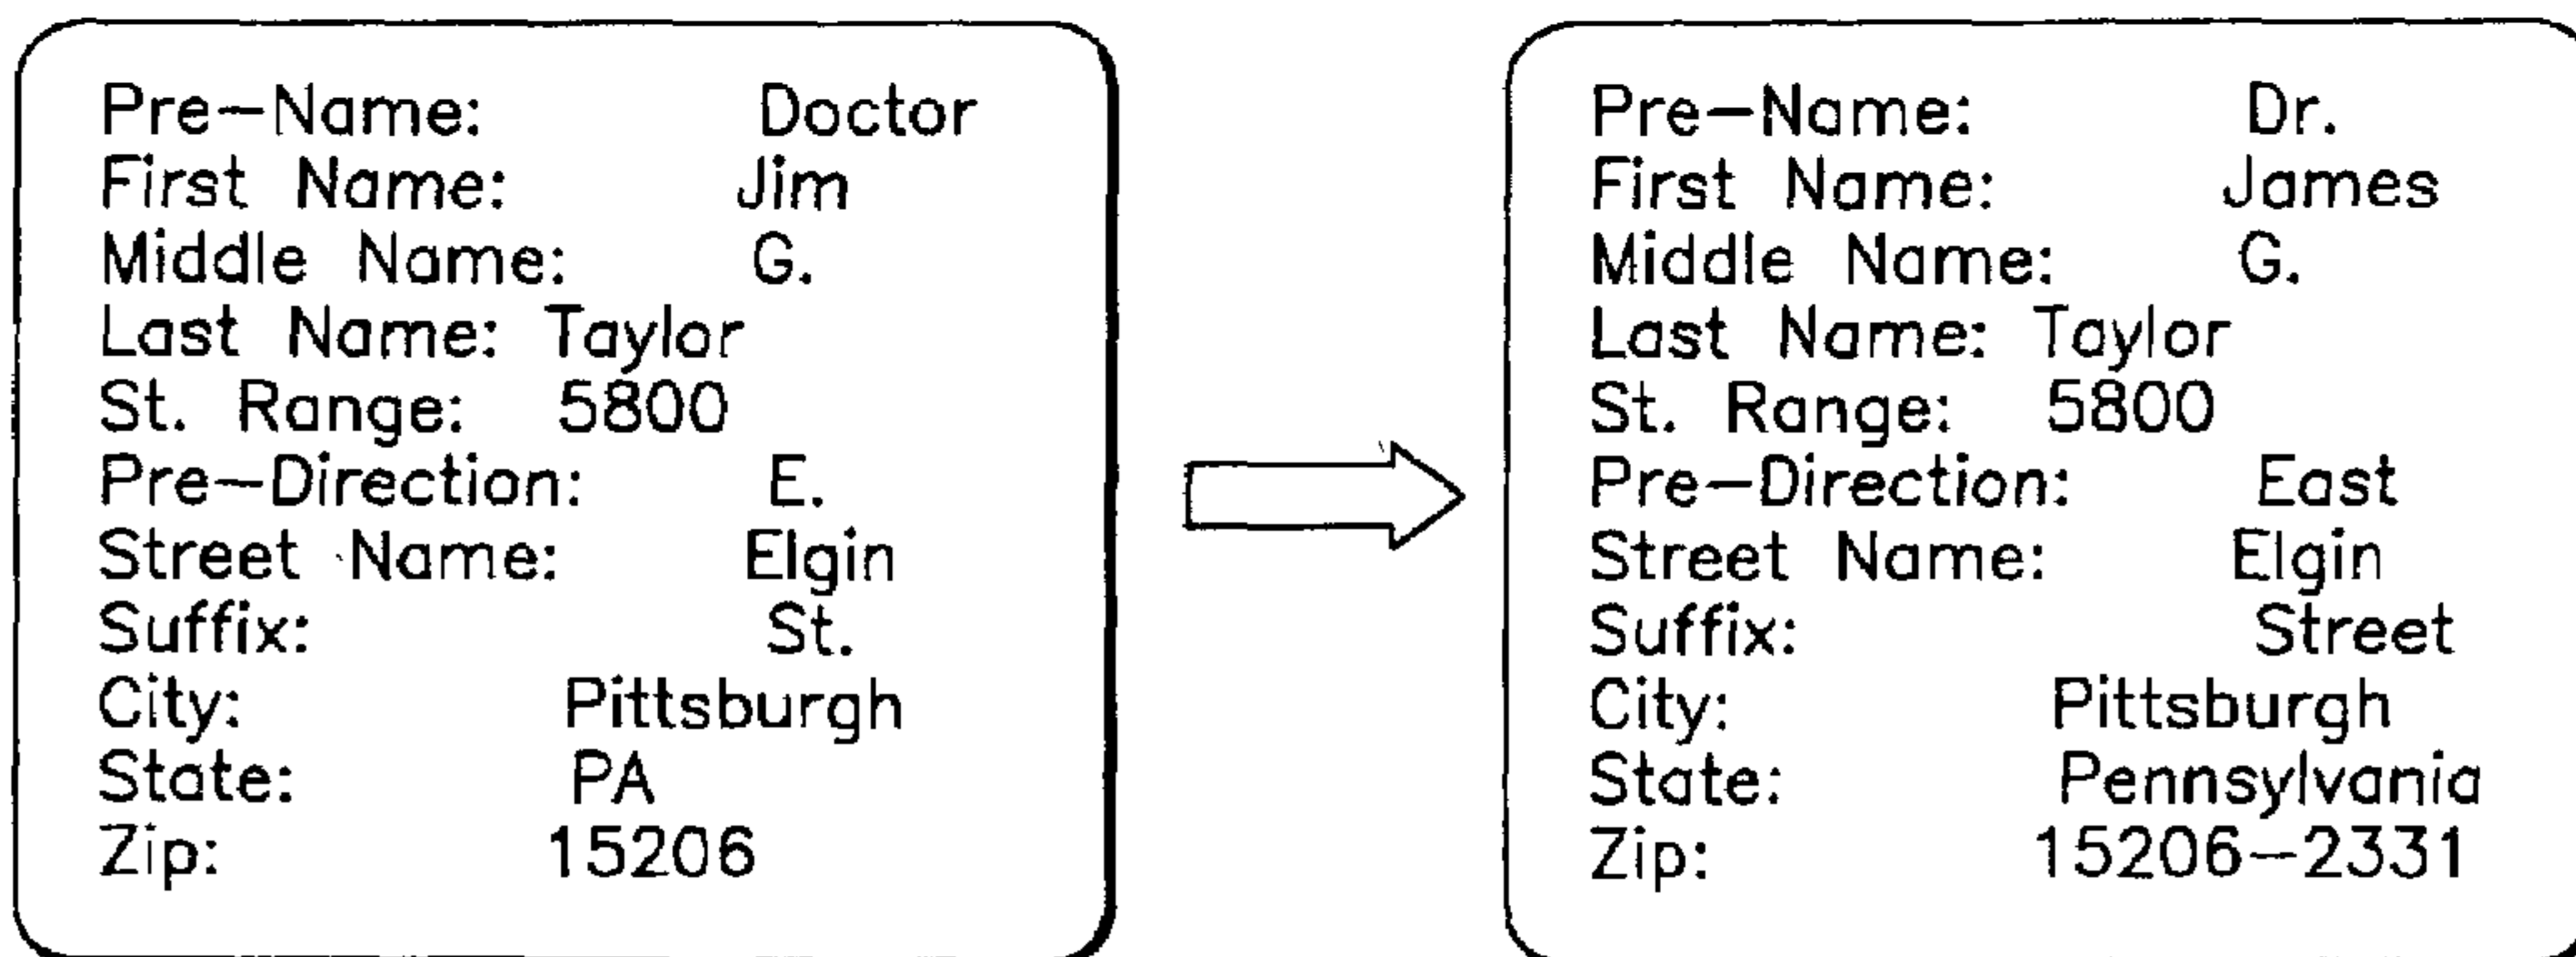 Pre-Name: Doctor
First Name: Jim
Middle Name: G.
Last Name: Taylor
St. Range: 5800
Pre-Direction: E.
Street Name: Elgin
Suffix: St.
City: Pittsburgh
State: PA
Zip: 15206
Pre-Name: Dr.
First Name: James
Middle Name: G.
Last Name: Taylor
St. Range: 5800
Pre-Direction: East
Street Name: Elgin
Suffix: Street
City: Pittsburgh
State: Pennsylvania
Zip: 15206-2331